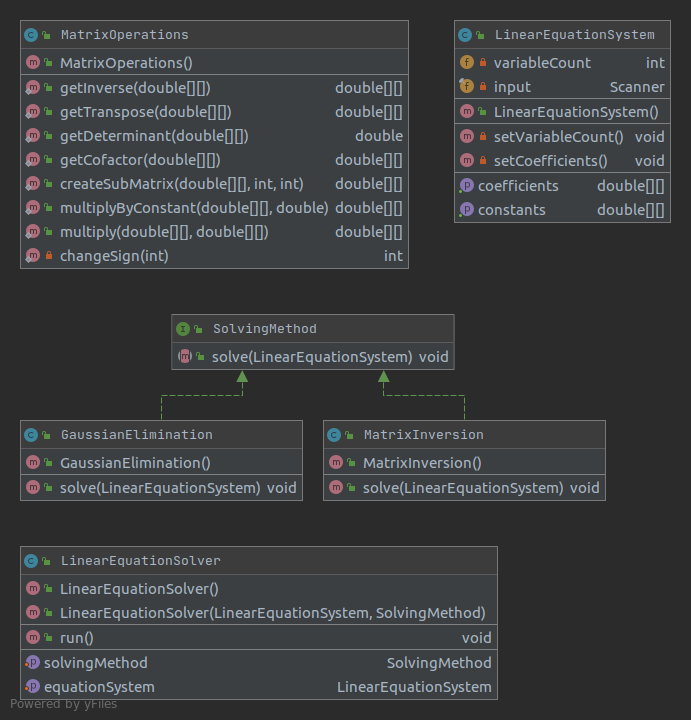 MatrixOperations
MatrixOperations()
getInverse(double[][]) double[][]
getTranspose(double[][]) double[][]
getDeterminant(double[][]) double
getCofactor(double[][]) double[][]
createSubMatrix(double[][], int, int) double[][]
multiplyByConstant(double[][], double) double[][]
multiply(double[][], double[][]) double[][]
changeSign(int) int
LinearEquationSystem
variableCount int
input Scanner
LinearEquationSystem()
setVariableCount() void
setCoefficients() void
coefficients double[][]
constants double[][]
SolvingMethod
solve(LinearEquationSystem) void
GaussianElimination
GaussianElimination()
solve(LinearEquationSystem) void
MatrixInversion
MatrixInversion()
solve(LinearEquationSystem) void
LinearEquationSolver
LinearEquationSolver()
LinearEquationSolver(LinearEquationSystem, SolvingMethod)
run() void
solvingMethod SolvingMethod
equationSystem LinearEquationSystem
Powered by yFiles